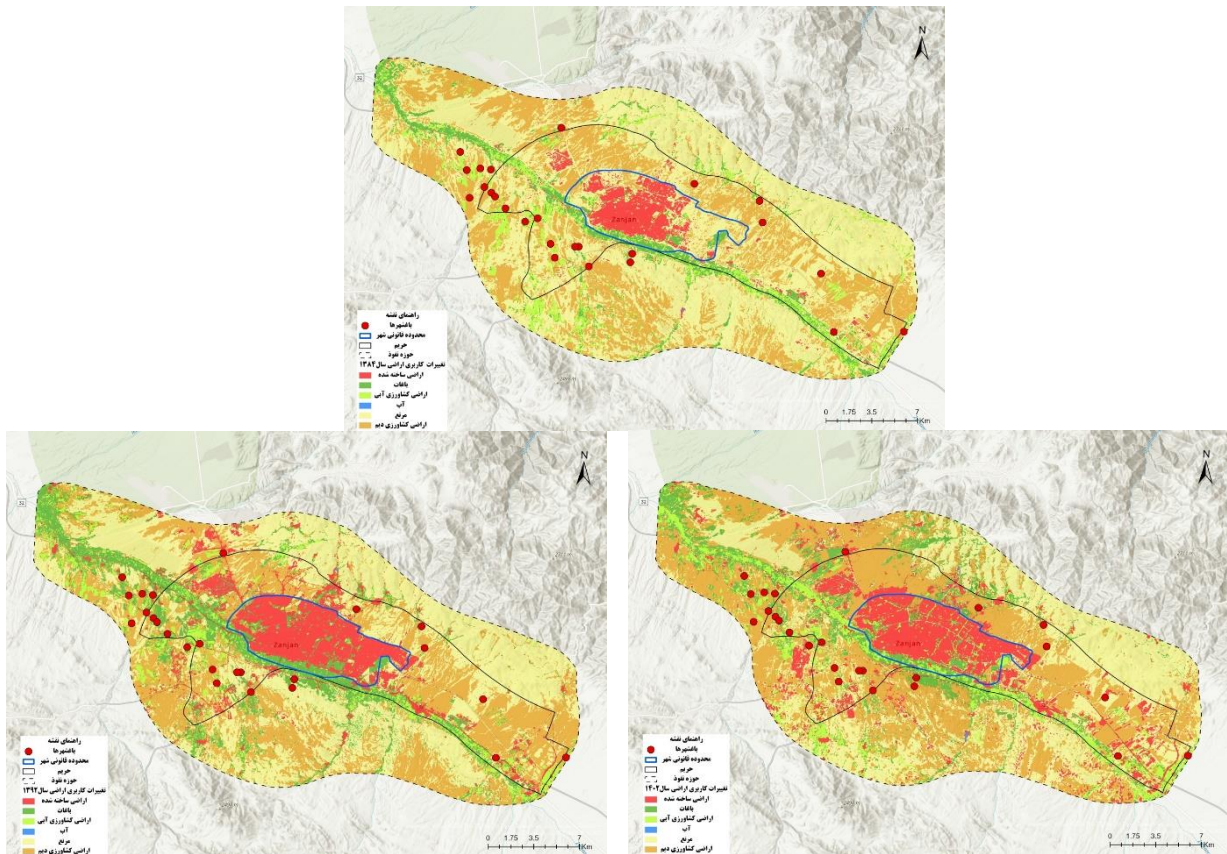 N
32
Zanjan
راهنمای نقشه
باغشهرها
محدوده قانونی شهر
حریم
حوزه نفوذ
تغییرات کاربری اراضی سال۱۳۸۴
اراضی ساخته شده
باغات
اراضی کشاورزی آبی
آب
مرتع
اراضی کشاورزی دیم
0 1.75 3.5 7
Km
N
32
Zanjan
راهنمای نقشه
باغشهرها
محدوده قانونی شهر
حریم
حوزه نفوذ
تغییرات کاربری اراضی سال۱۳۹۲
اراضی ساخته شده
باغات
اراضی کشاورزی آبی
آب
مرتع
اراضی کشاورزی دیم
0 1.75 3.5 7
Km
N
32
Zanjan
راهنمای نقشه
باغشهرها
محدوده قانونی شهر
حریم
حوزه نفوذ
تغییرات کاربری اراضی سال۱۴۰۲
اراضی ساخته شده
باغات
اراضی کشاورزی آبی
آب
مرتع
اراضی کشاورزی دیم
0 1.75 3.5 7
Km